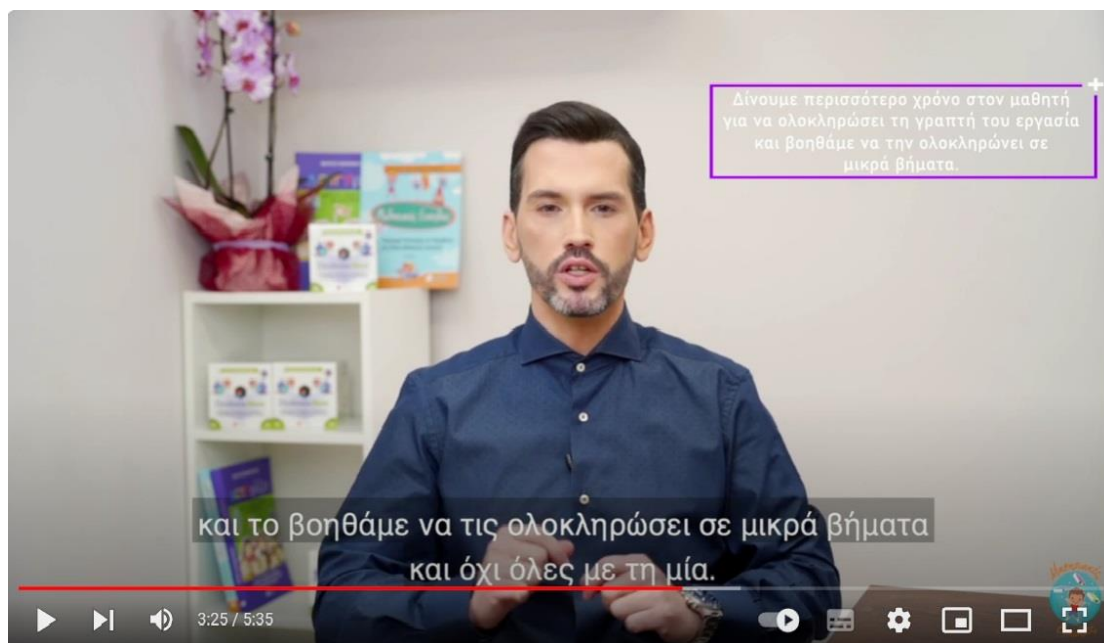 Δίνουμε περισσότερο χρόνο στον μαθητή
για να ολοκληρώσει τη γραπτή του εργασία
και βοηθάμε να την ολοκληρώνει σε
μικρά βήματα.
και το βοηθάμε να τις ολοκληρώσει σε μικρά βήματα
και όχι όλες με τη μία.
3:25 / 5:35